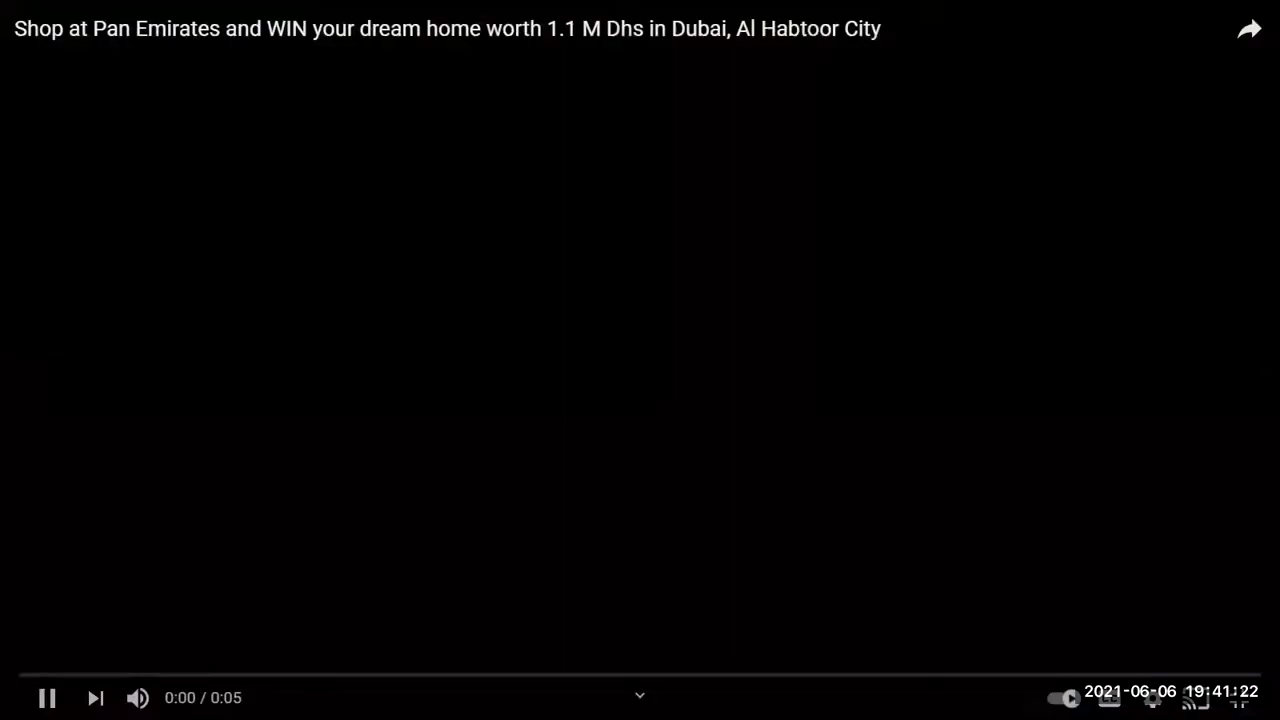 Shop at Pan Emirates and WIN your dream home worth 1.1 M Dhs in Dubai, Al Habtoor City
0:00 / 0:05
2021-06-06 19:41:22